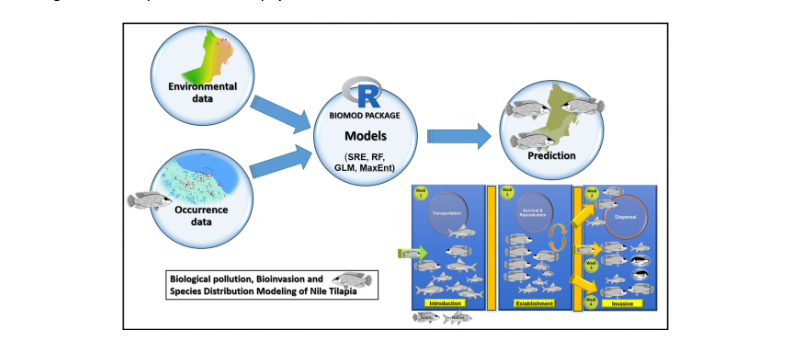 Environmental
data
R
BIOMOD PACKAGE
Models
(SRE, RF,
GLM, MaxEnt)
Prediction
Occurrence
data
Biological pollution, Bioinvasion and
Species Distribution Modeling of Nile Tilapia
Transportation
Survival &
Reproduction
Dispersal
Introduction
Establishment
Invasive